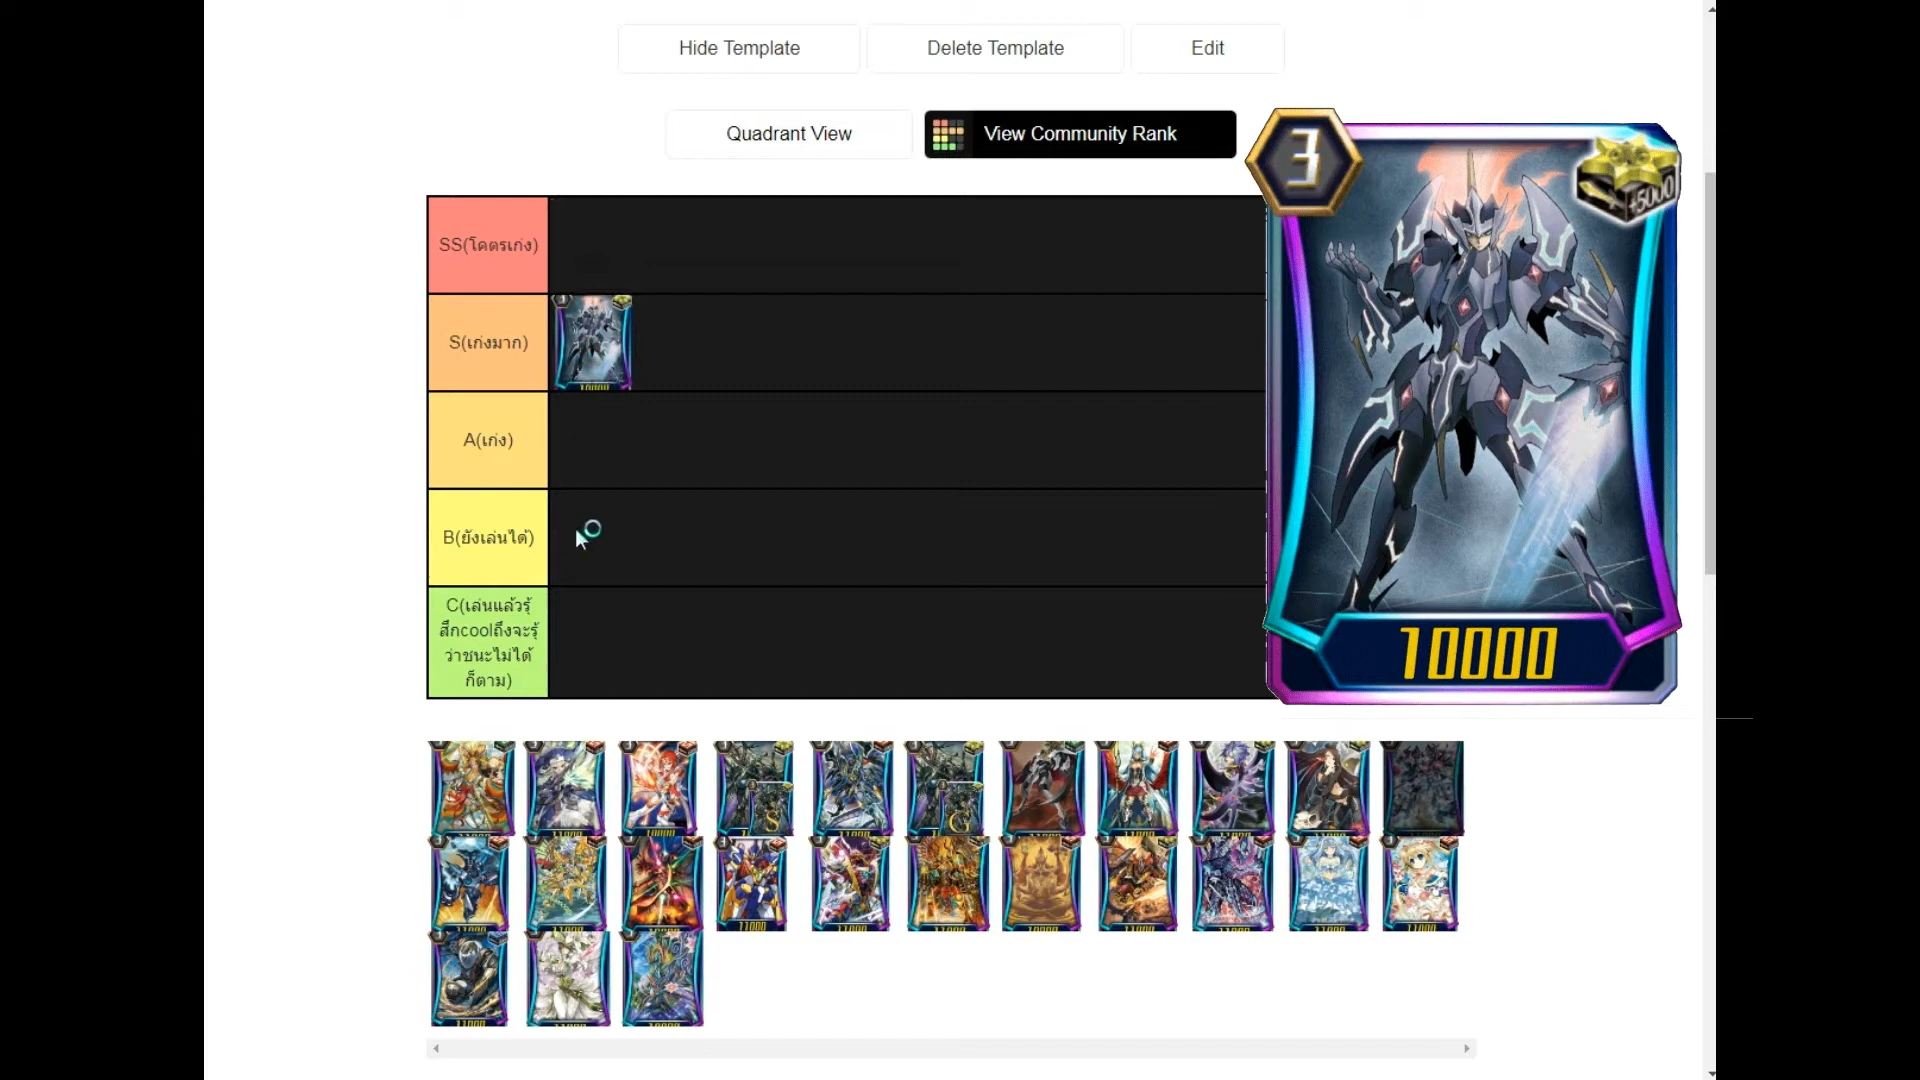 Hide Template
Delete Template
Edit
Quadrant View
View Community Rank
3
+5000
SS(โคตรเก่ง)
S(เก่งมาก)
10000
A(เก่ง)
B(ยังเล่นได้)
C(เล่นแล้วรู้
สึกcoolถึงจะรู้
ว่าชนะไม่ได้
ก็ตาม)
10000
S
G
11000